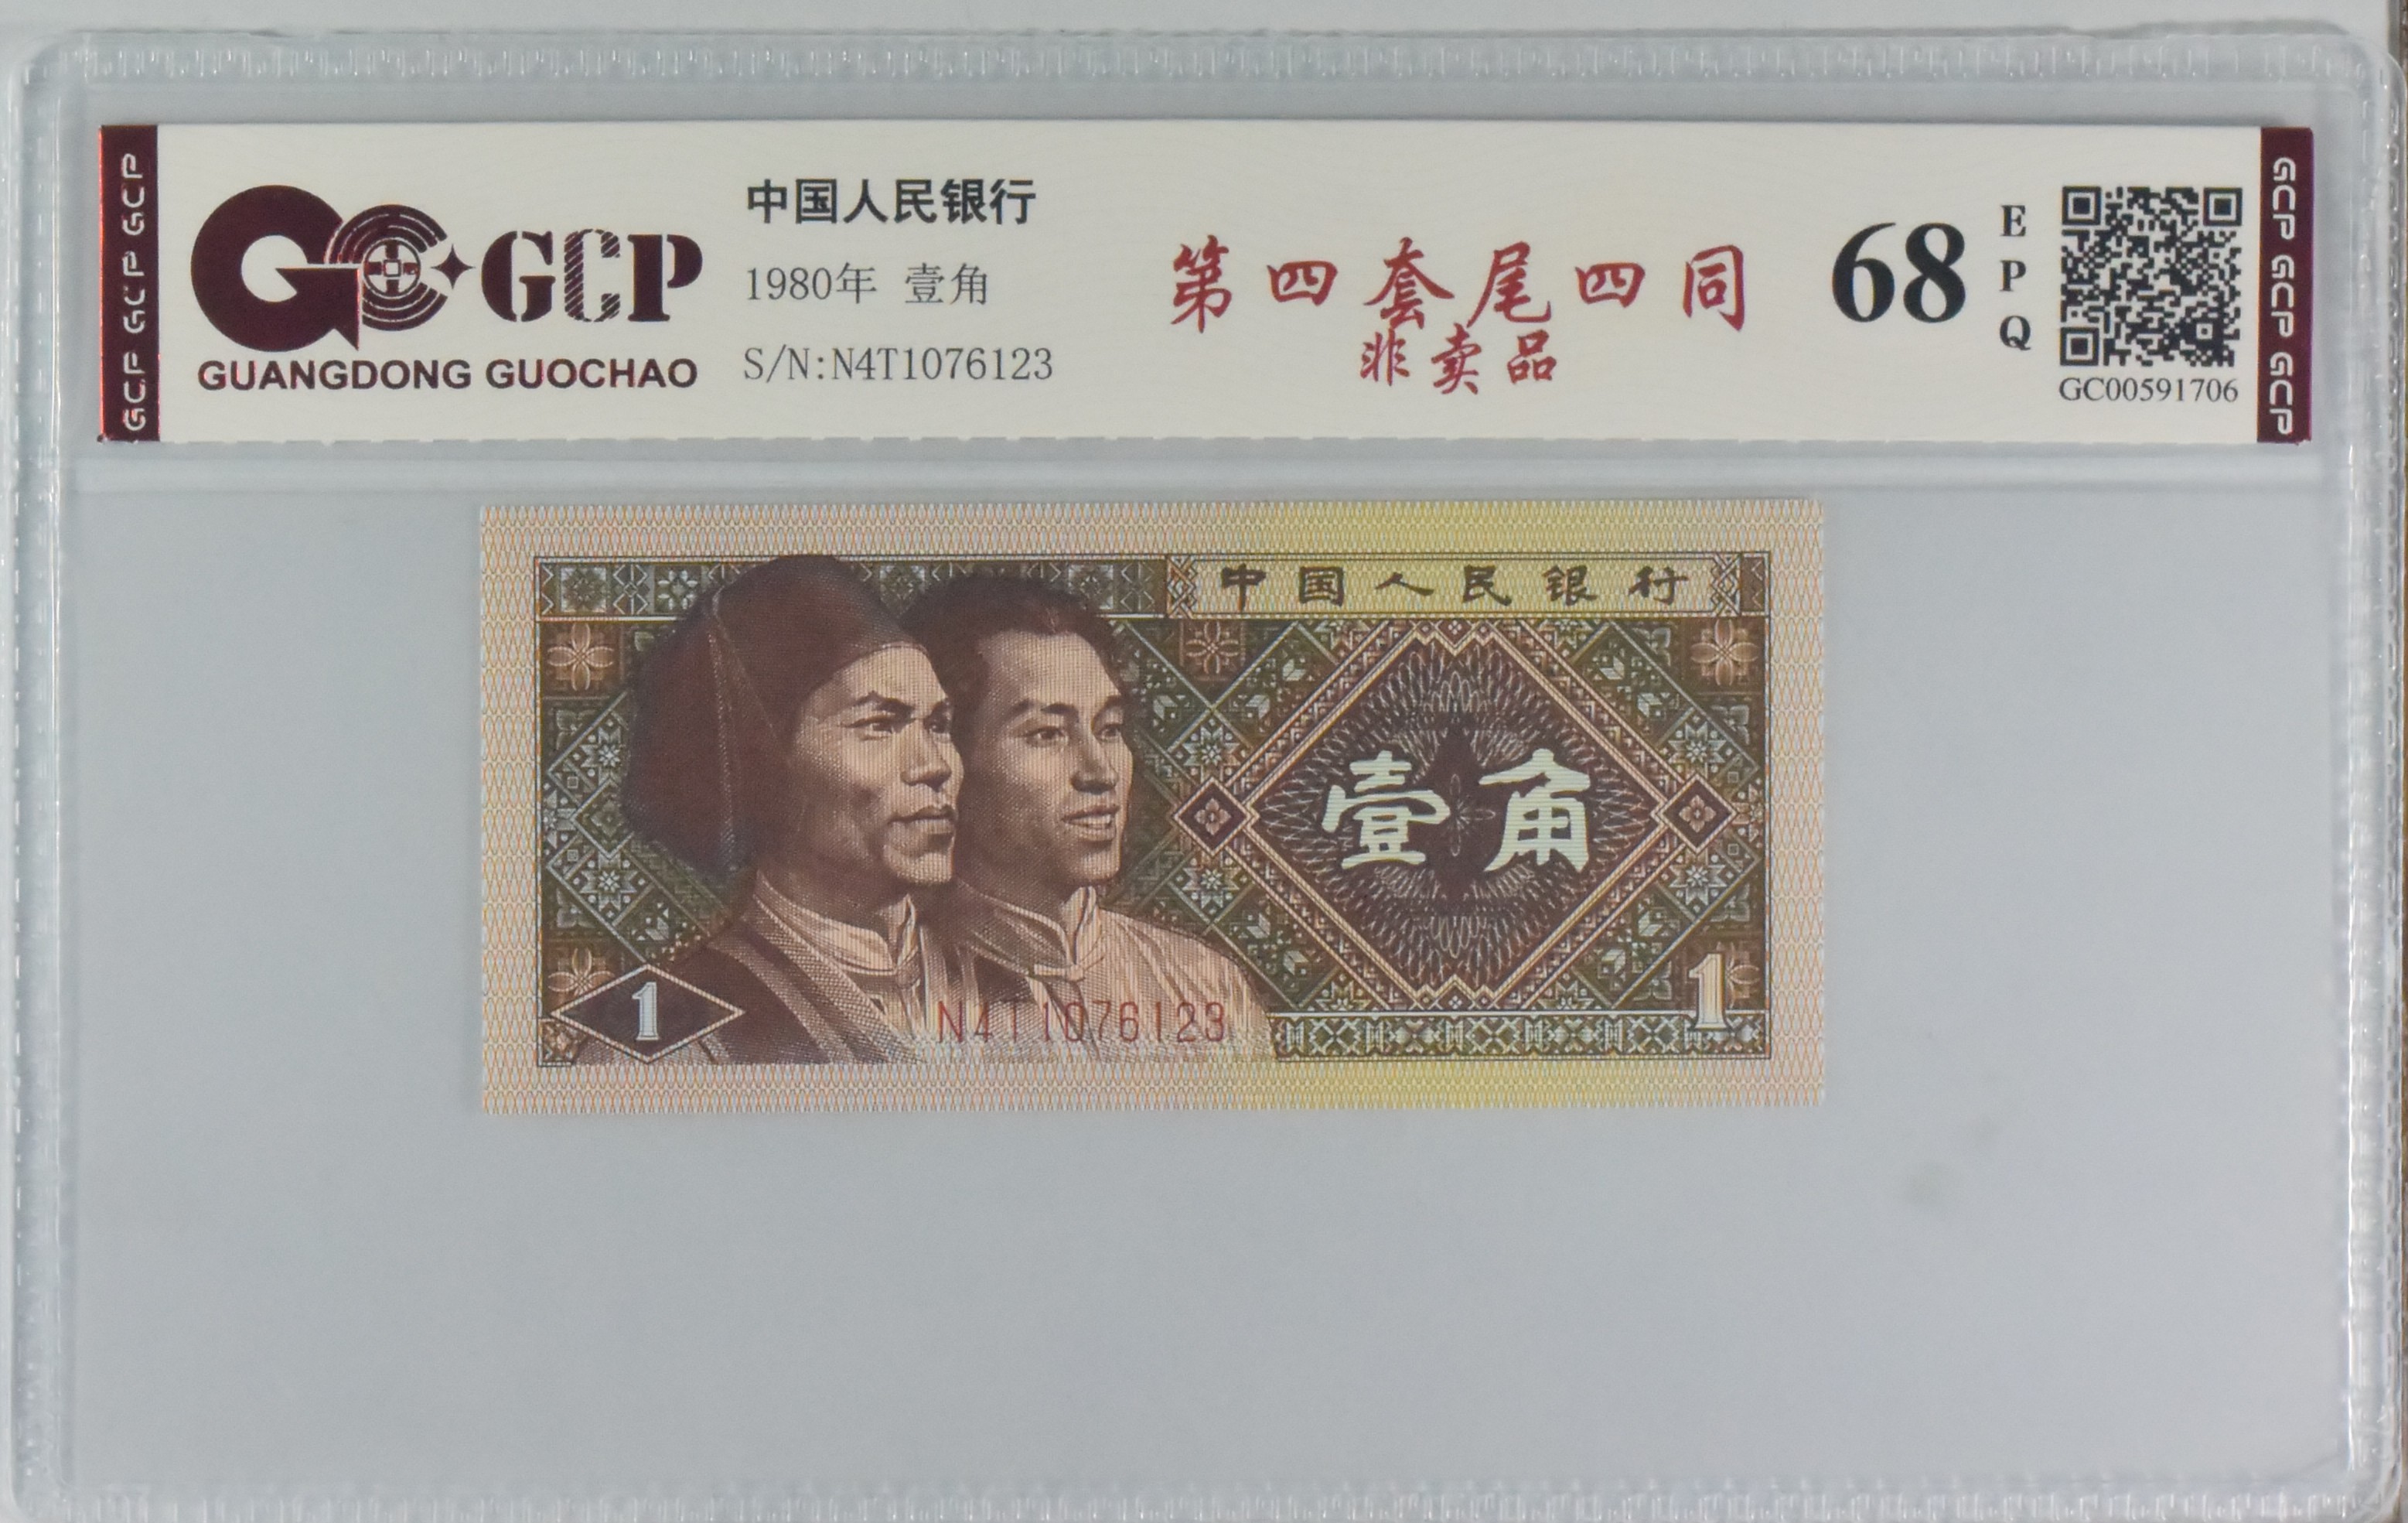 GCP GCP GCP
GCP
GUANGDONG GUOCHAO
中国人民银行
1980年 壹角
S/N:N4T1076123
第四套尾四同
非卖品
68
EPQ
GC00591706
GCP GCP GCP
中国人民银行
壹角
1
N4T1076123
1